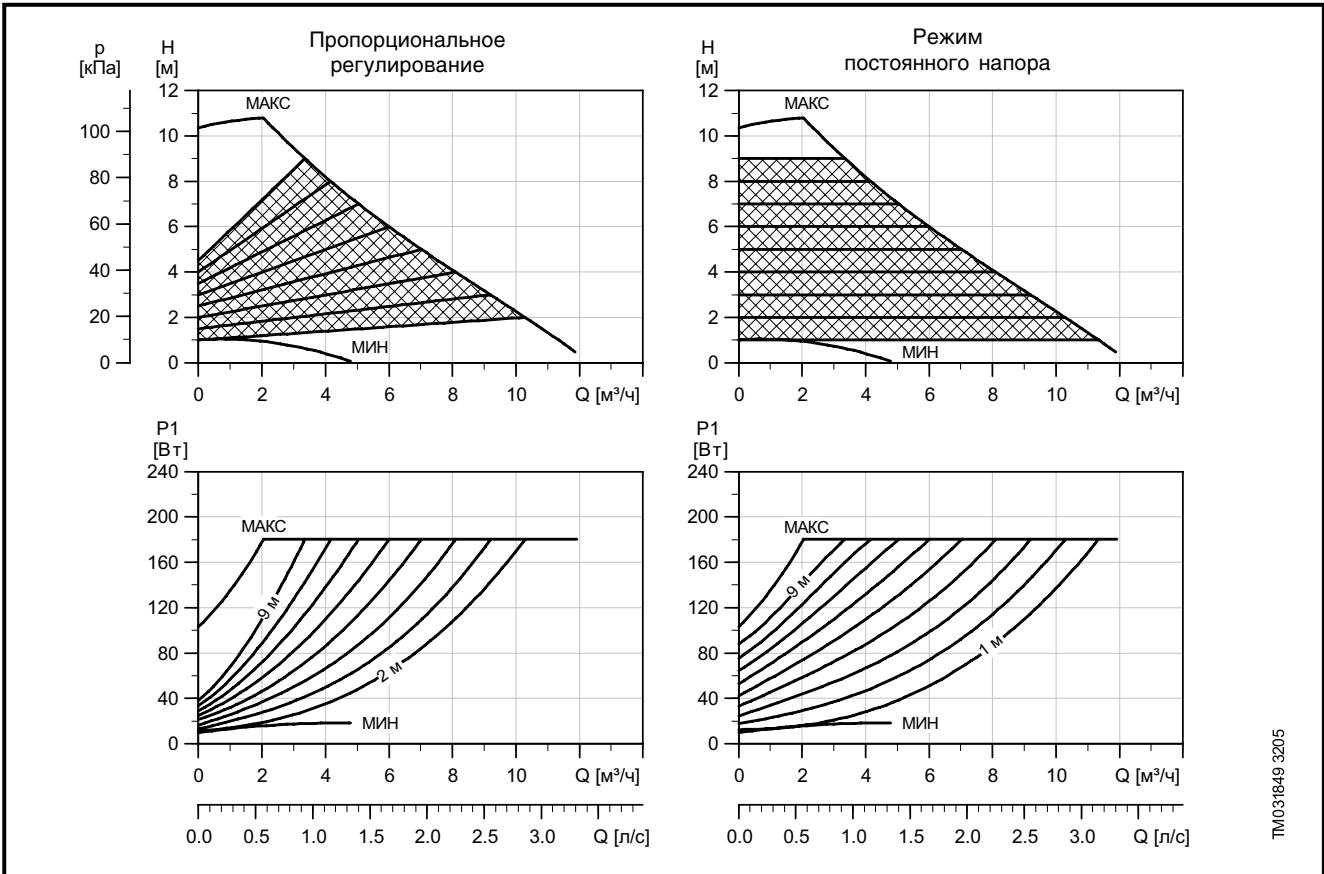 Пропорциональное
регулирование
p
[кПа]
H
[м]
12
10
8
6
4
2
0
100
80
60
40
20
0
МАКС
МИН
0 2 4 6 8 10 Q [м³/ч]
Режим
постоянного напора
H
[м]
12
10
8
6
4
2
0
МАКС
МИН
0 2 4 6 8 10 Q [м³/ч]
P1
[Вт]
240
200
160
120
80
40
0
МАКС
9 м
2 м
МИН
0 2 4 6 8 10 Q [м³/ч]
0.0 0.5 1.0 1.5 2.0 2.5 3.0 Q [л/с]
P1
[Вт]
240
200
160
120
80
40
0
МАКС
9 м
1 м
МИН
0 2 4 6 8 10 Q [м³/ч]
0.0 0.5 1.0 1.5 2.0 2.5 3.0 Q [л/с]
TM031849 3205